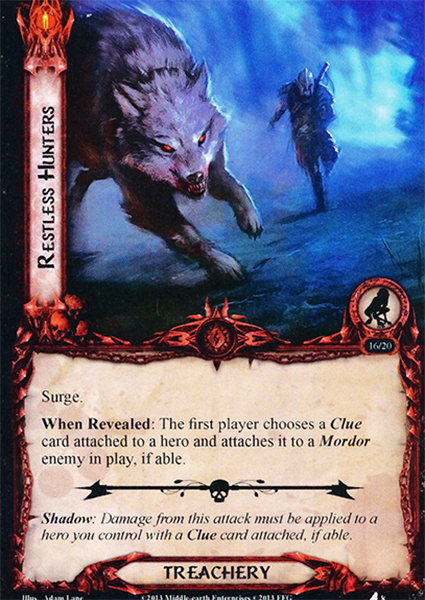 RESTLESS HUNTERS
16/20
Surge.
When Revealed: The first player chooses a Clue
card attached to a hero and attaches it to a Mordor
enemy in play, if able.
Shadow: Damage from this attack must be applied to a
hero you control with a Clue card attached, if able.
TREACHERY
Illus. Adam Lane
©2013 Middle-earth Enterprises ©2013 FFG